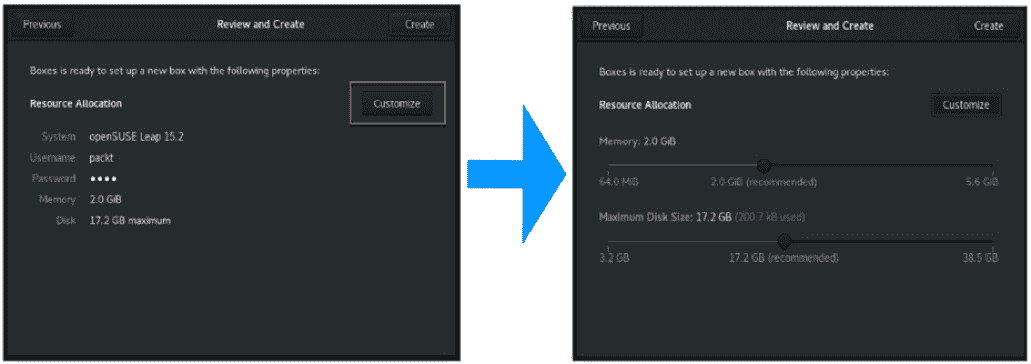 Previous Review and Create Create
Boxes is ready to set up a new box with the following properties:
Resource Allocation Customize
System openSUSE Leap 15.2
Username packt
Password ••••
Memory 2.0 GiB
Disk 17.2 GB maximum
Previous Review and Create Create
Boxes is ready to set up a new box with the following properties:
Resource Allocation Customize
Memory: 2.0 GiB
64.0 MiB 2.0 GiB (recommended) 5.6 GiB
Maximum Disk Size: 17.2 GB (200.7 kB used)
3.2 GB 17.2 GB (recommended) 38.5 GB